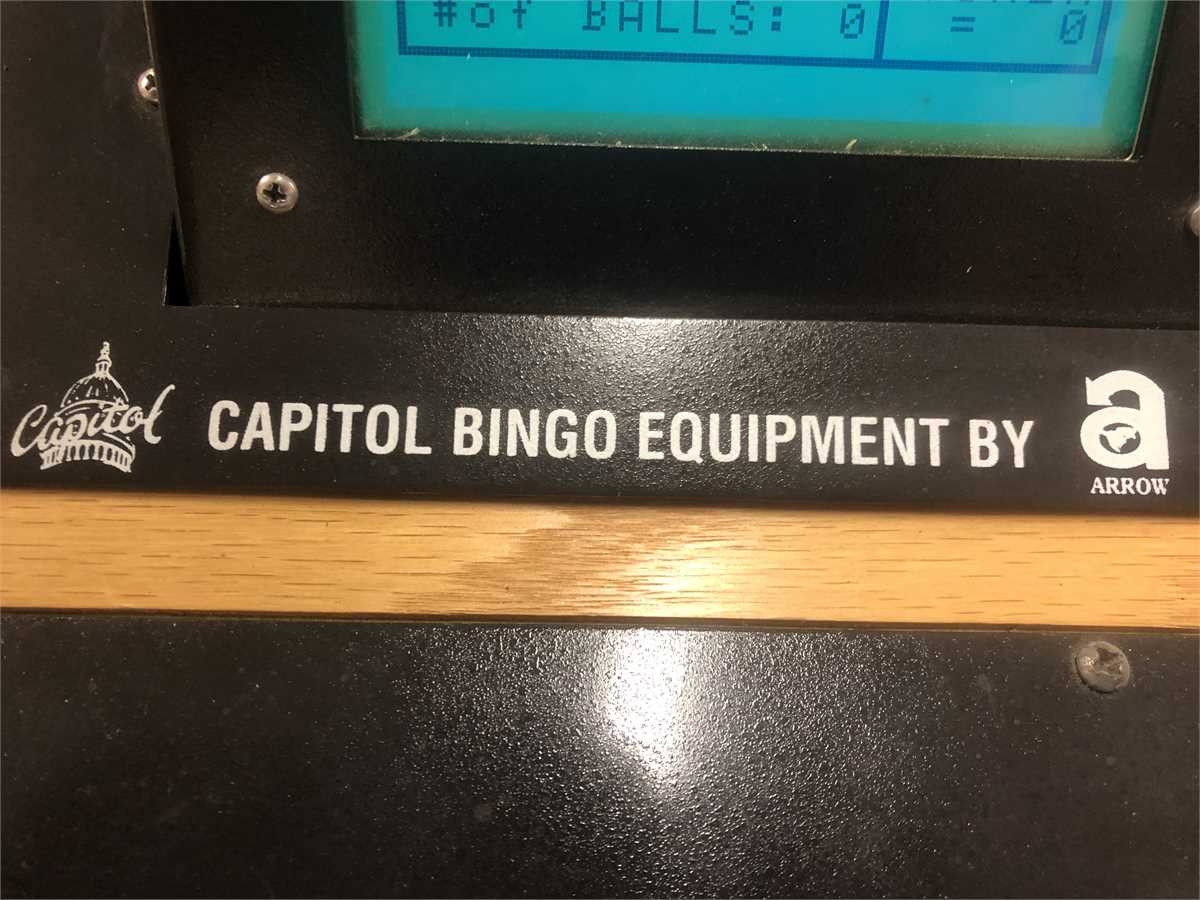 #of BALLS: 0
= 0
Capitol
CAPITOL BINGO EQUIPMENT BY
a
ARROW